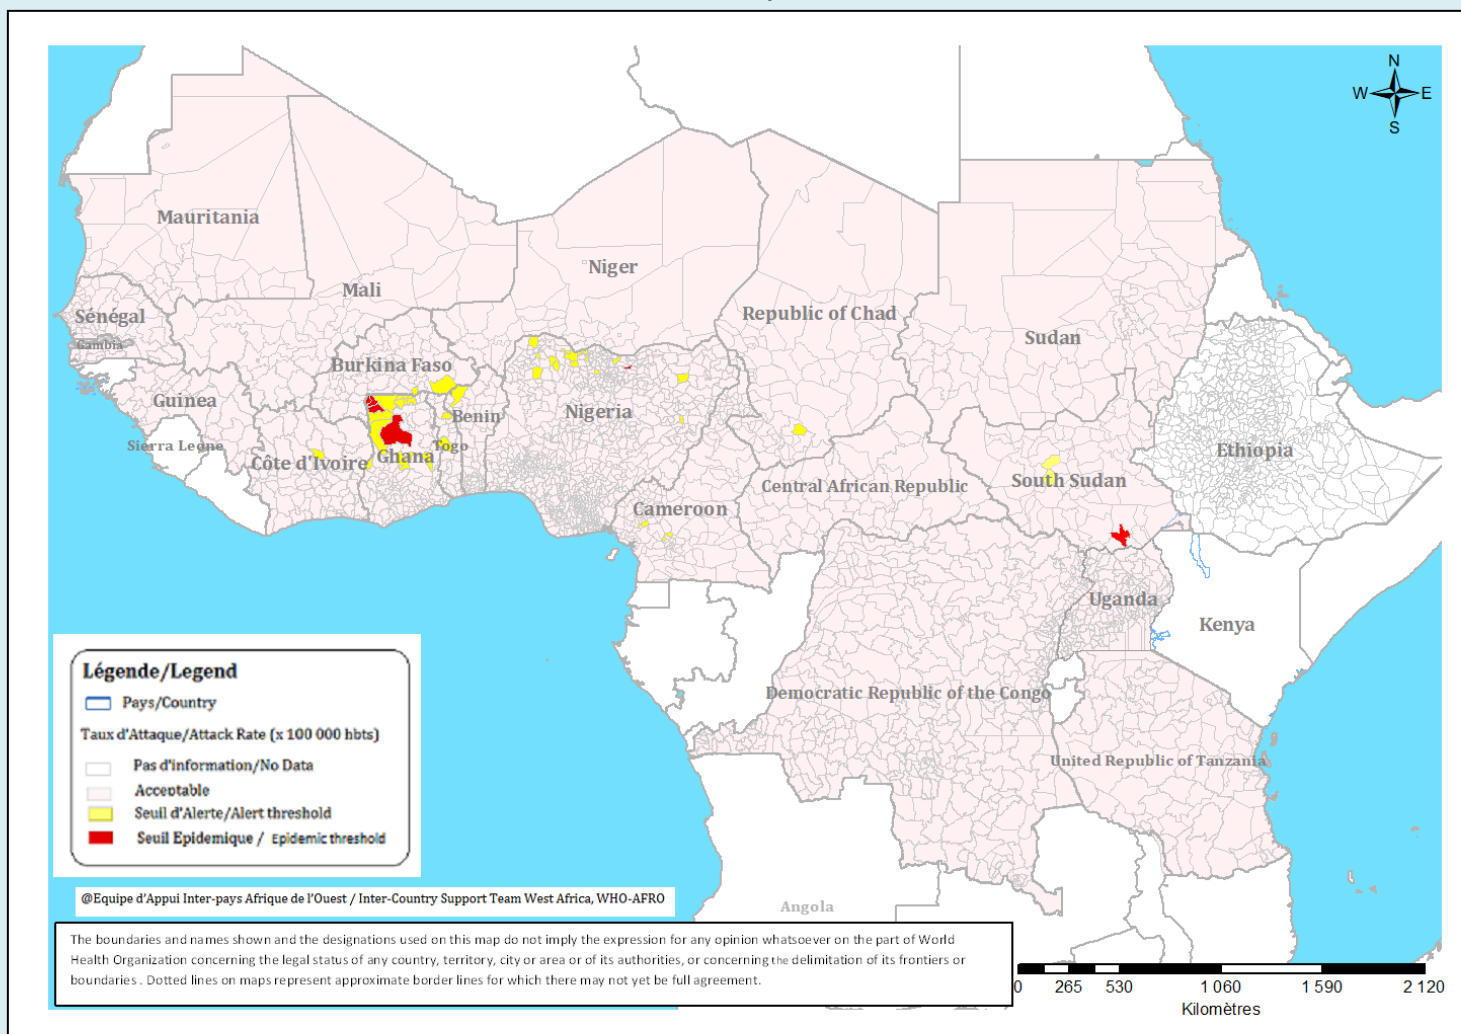 N
W E
S
Mauritania
Mali
Niger
Republic of Chad
Sudan
Sénégal
Gambia
Burkina Faso
Guinea
Benin
Nigeria
Sierra Leone
Côte d'Ivoire
Ghana
Togo
Ethiopia
South Sudan
Central African Republic
Cameroon
Uganda
Kenya
Democratic Republic of the Congo
United Republic of Tanzania
Angola
Légende/Legend
Pays/Country
Taux d'Attaque/Attack Rate (x 100 000 hbts)
Pas d'information/No Data
Acceptable
Seuil d'Alerte/Alert threshold
Seuil Epidemique / Epidemic threshold
@Equipe d'Appui Inter-pays Afrique de l'Ouest / Inter-Country Support Team West Africa, WHO-AFRO
The boundaries and names shown and the designations used on this map do not imply the expression for any opinion whatsoever on the part of World
Health Organization concerning the legal status of any country, territory, city or area or of its authorities, or concerning the delimitation of its frontiers or
boundaries . Dotted lines on maps represent approximate border lines for which there may not yet be full agreement.
0 265 530 1 060 1 590 2 120
Kilomètres